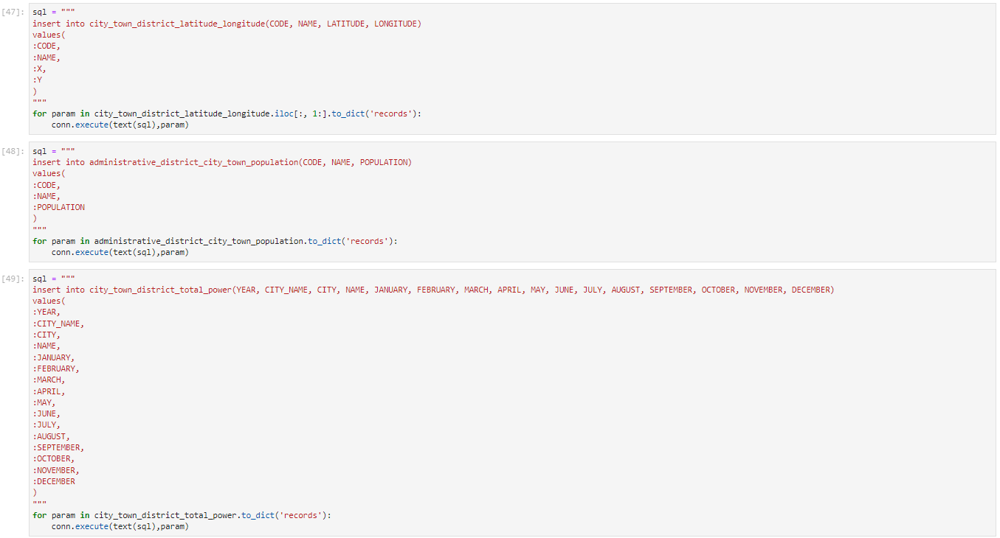 [47]: sql = """
insert into city_town_district_latitude_longitude(CODE, NAME, LATITUDE, LONGITUDE)
values(
:CODE,
:NAME,
:X,
:Y
)
"""
for param in city_town_district_latitude_longitude.iloc[:, 1:].to_dict('records'):
    conn.execute(text(sql),param)
[48]: sql = """
insert into administrative_district_city_town_population(CODE, NAME, POPULATION)
values(
:CODE,
:NAME,
:POPULATION
)
"""
for param in administrative_district_city_town_population.to_dict('records'):
    conn.execute(text(sql),param)
[49]: sql = """
insert into city_town_district_total_power(YEAR, CITY_NAME, CITY, NAME, JANUARY, FEBRUARY, MARCH, APRIL, MAY, JUNE, JULY, AUGUST, SEPTEMBER, OCTOBER, NOVEMBER, DECEMBER)
values(
:YEAR,
:CITY_NAME,
:CITY,
:NAME,
:JANUARY,
:FEBRUARY,
:MARCH,
:APRIL,
:MAY,
:JUNE,
:JULY,
:AUGUST,
:SEPTEMBER,
:OCTOBER,
:NOVEMBER,
:DECEMBER
)
"""
for param in city_town_district_total_power.to_dict('records'):
    conn.execute(text(sql),param)